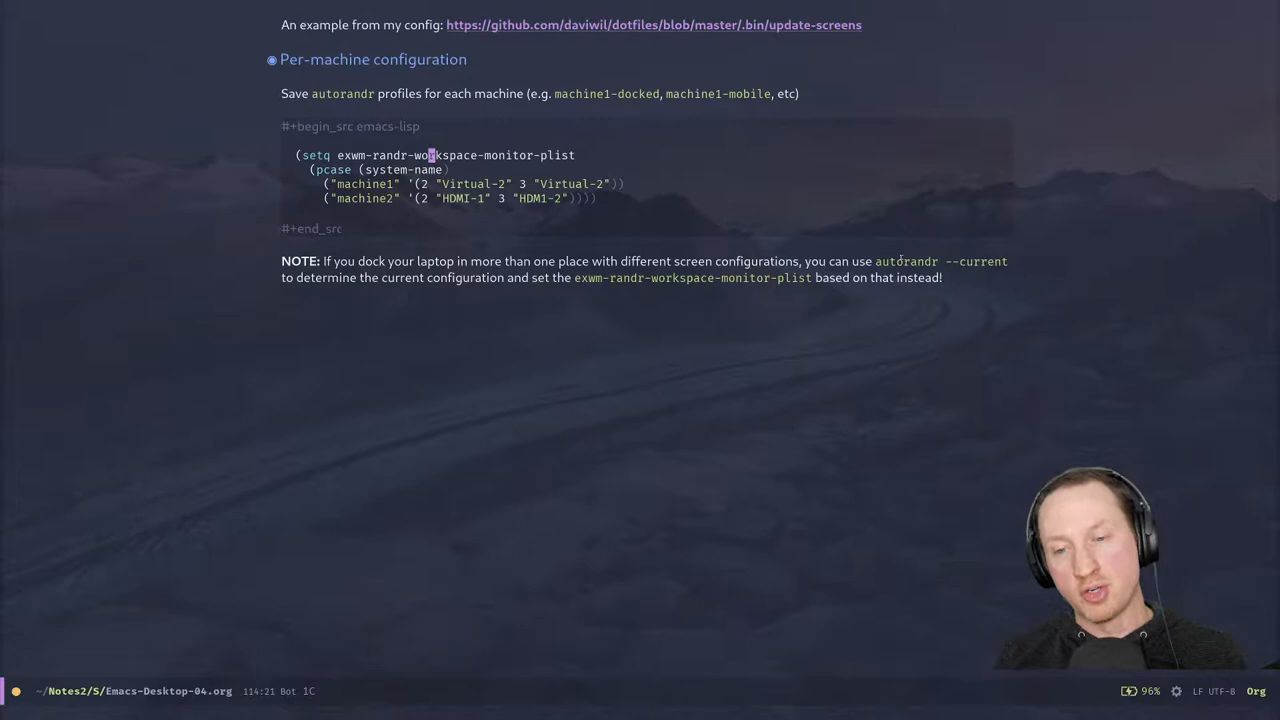 An example from my config: https://github.com/daviwil/dotfiles/blob/master/.bin/update-screens
Per-machine configuration
Save autorandr profiles for each machine (e.g. machine1-docked, machine1-mobile, etc)
#+begin_src emacs-lisp
(setq exwm-randr-workspace-monitor-plist
(pcase (system-name)
("machine1" '(2 "Virtual-2" 3 "Virtual-2"))
("machine2" '(2 "HDMI-1" 3 "HDM1-2"))))
#+end_src
NOTE: If you dock your laptop in more than one place with different screen configurations, you can use autorandr --current
to determine the current configuration and set the exwm-randr-workspace-monitor-plist based on that instead!
~/Notes2/S/Emacs-Desktop-04.org 114:21 Bot 1C 96% LF UTF-8 Org